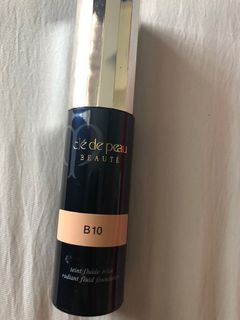 clé de peau
BEAUTÉ
B10
teint fluide éclat
radiant fluid foundation